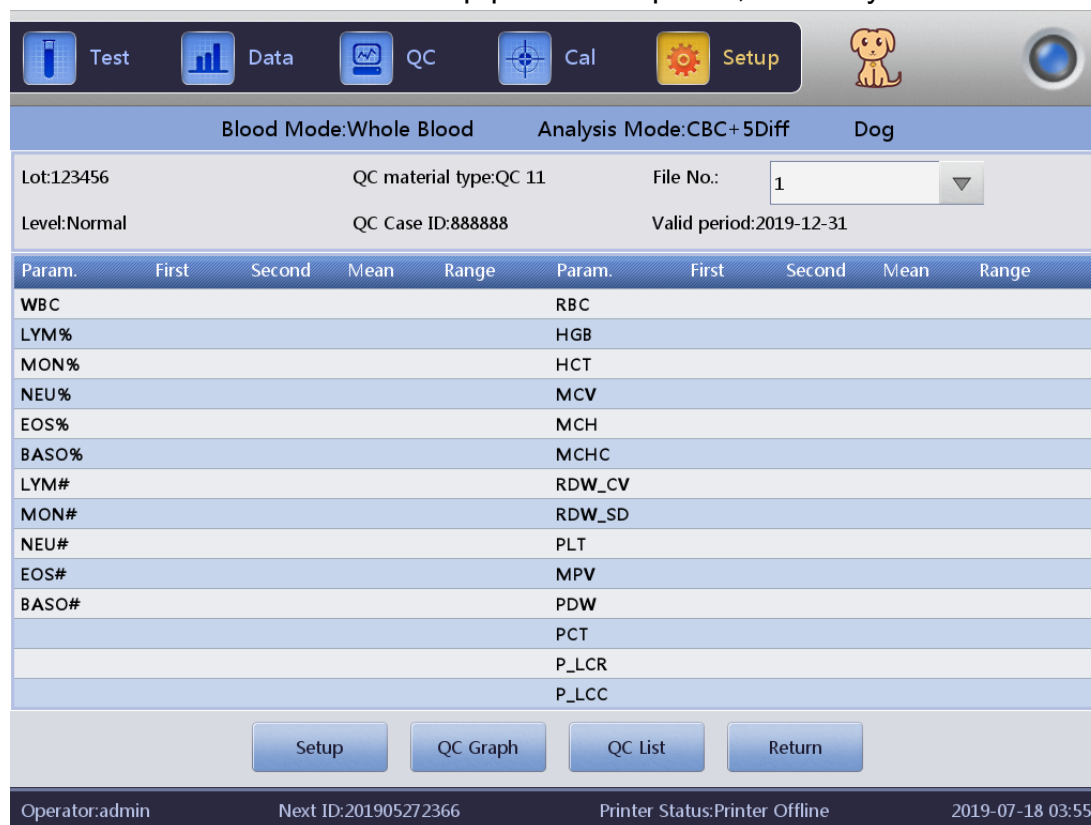 Test Data QC Cal Setup
Blood Mode:Whole Blood Analysis Mode:CBC+5Diff Dog
Lot:123456 QC material type:QC 11 File No.: 1
Level:Normal QC Case ID:888888 Valid period:2019-12-31
Param. First Second Mean Range Param. First Second Mean Range
WBC RBC
LYM% HGB
MON% HCT
NEU% MCV
EOS% MCH
BASO% MCHC
LYM# RDW_CV
MON# RDW_SD
NEU# PLT
EOS# MPV
BASO# PDW
PCT
P_LCR
P_LCC
Setup QC Graph QC List Return
Operator:admin Next ID:201905272366 Printer Status:Printer Offline 2019-07-18 03:55